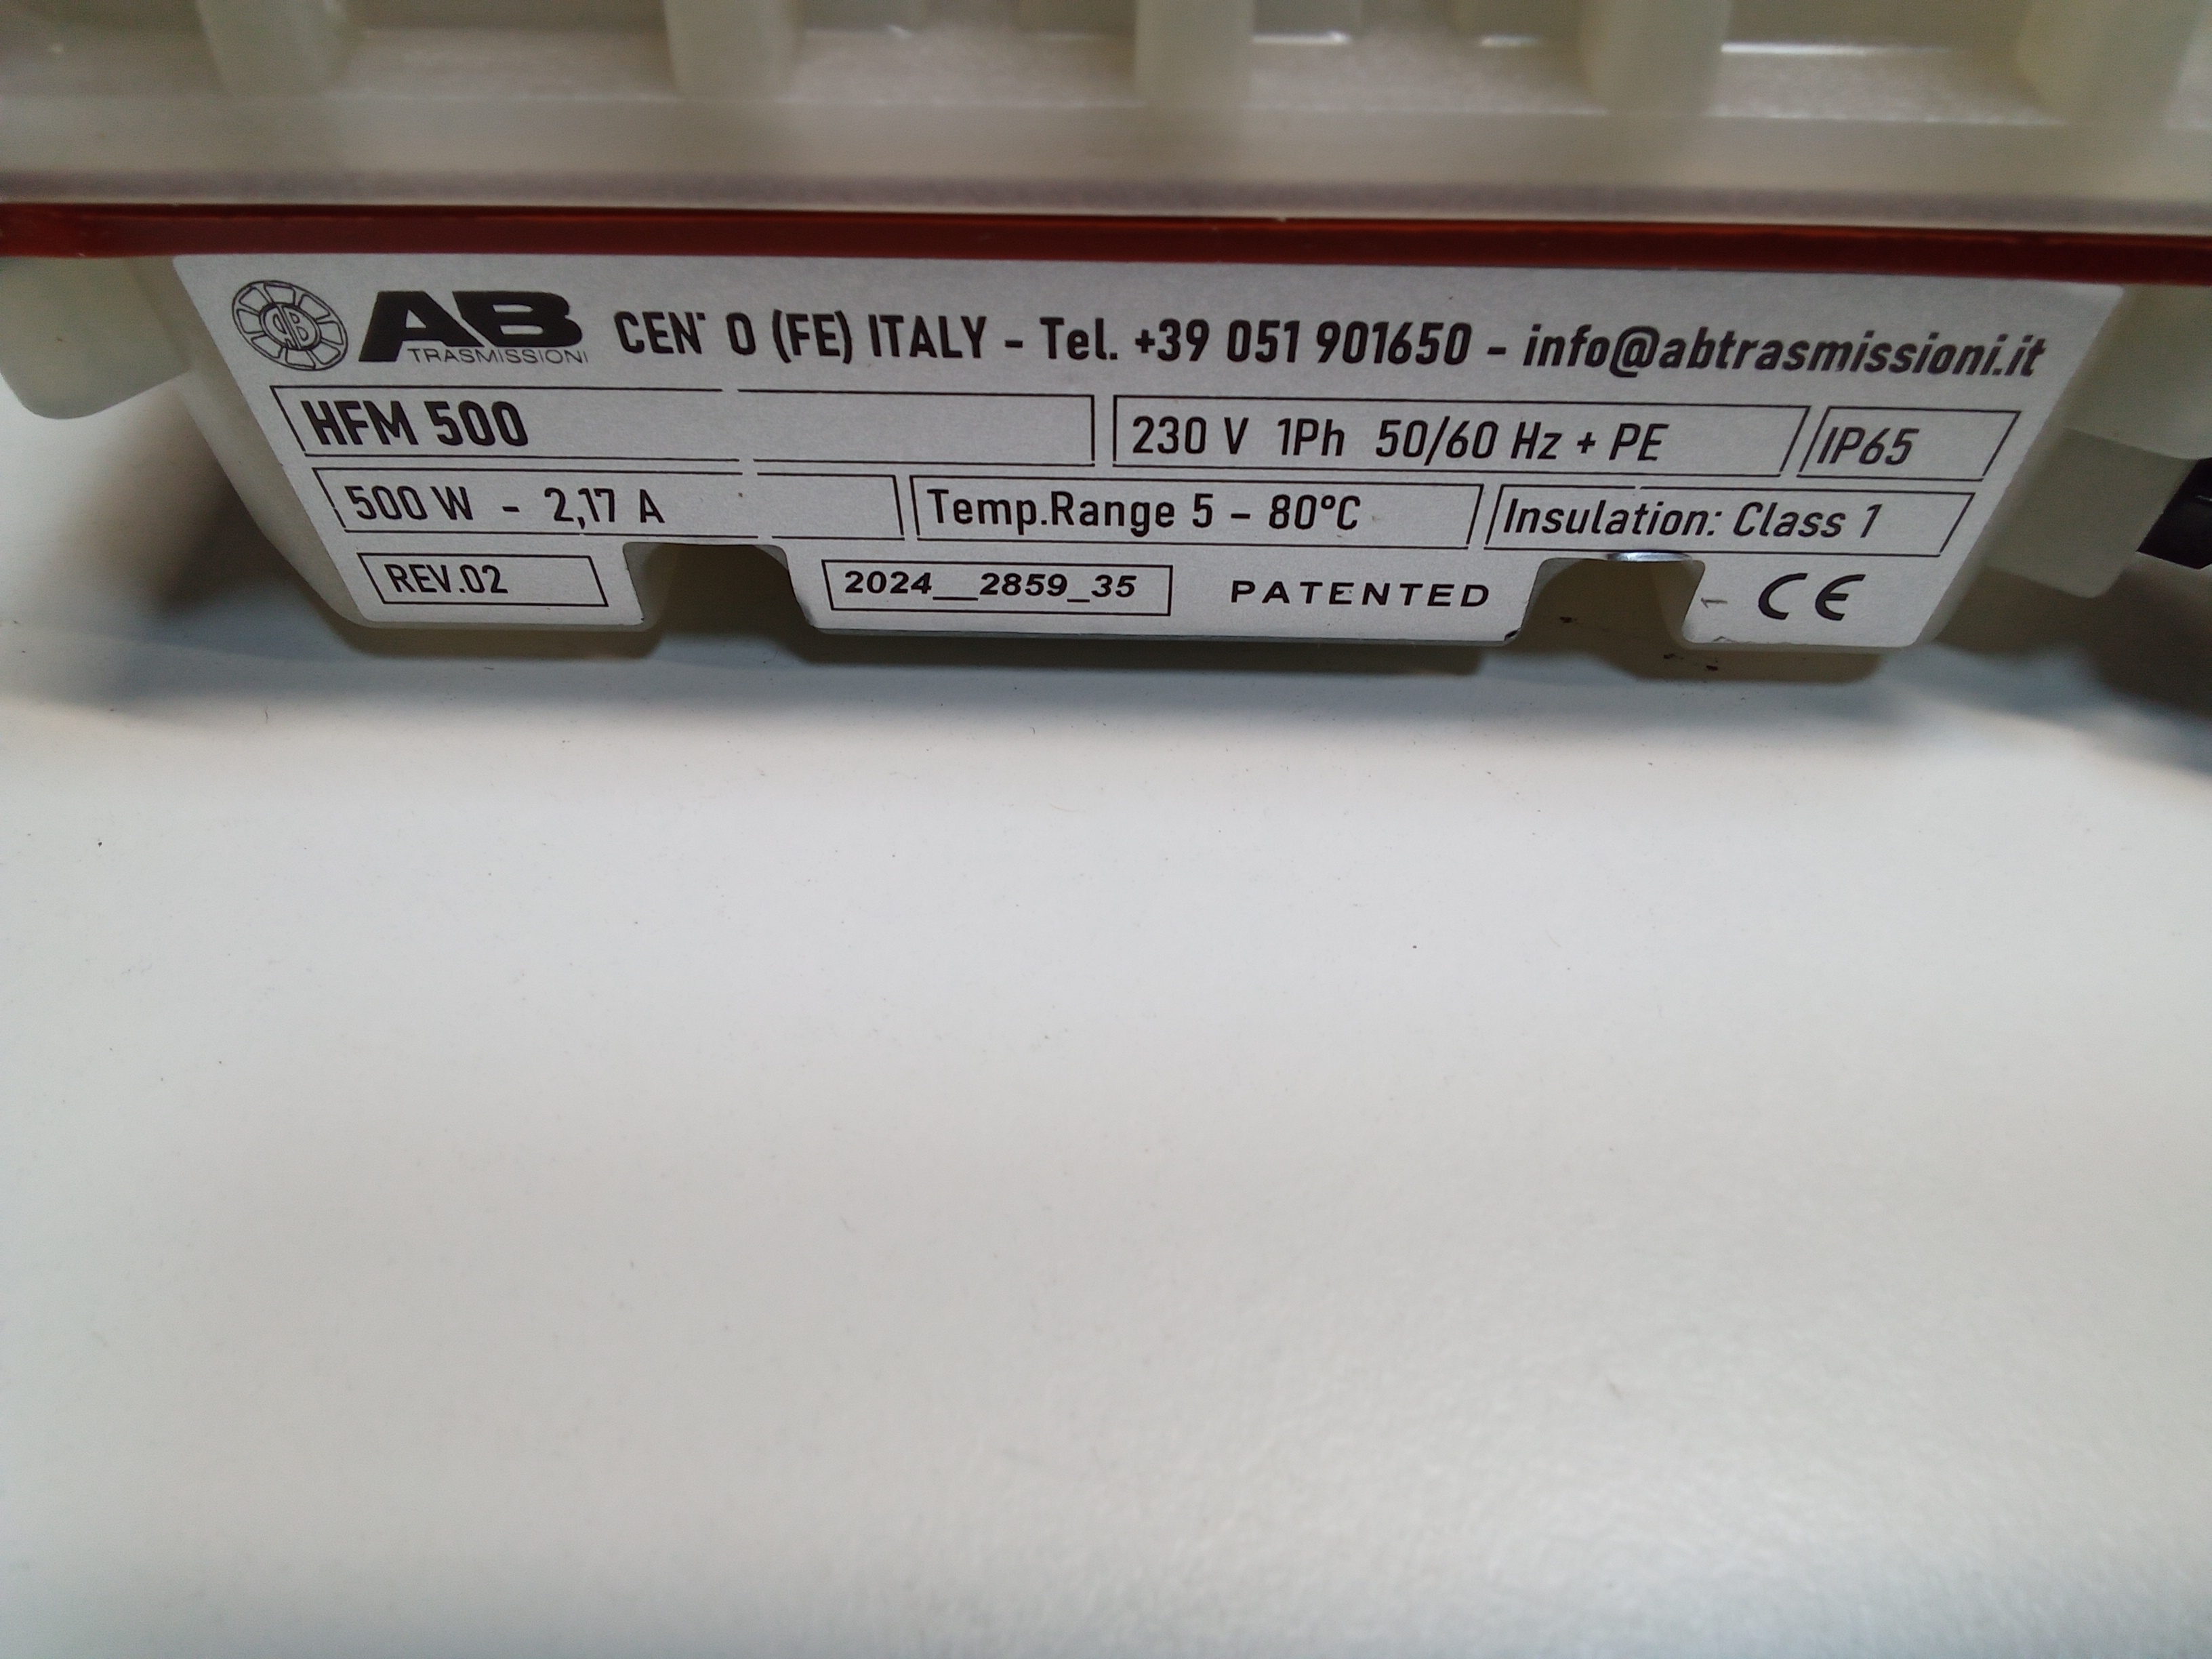 AB TRASMISSIONI CEN O (FE) ITALY - Tel. +39 051 901650 - info@abtrasmissioni.it
HFM 500 230 V 1Ph 50/60 Hz + PE IP65
500 W - 2,17 A Temp.Range 5 - 80°C Insulation: Class 1
REV.02 2024__2859_35 PATENTED CE